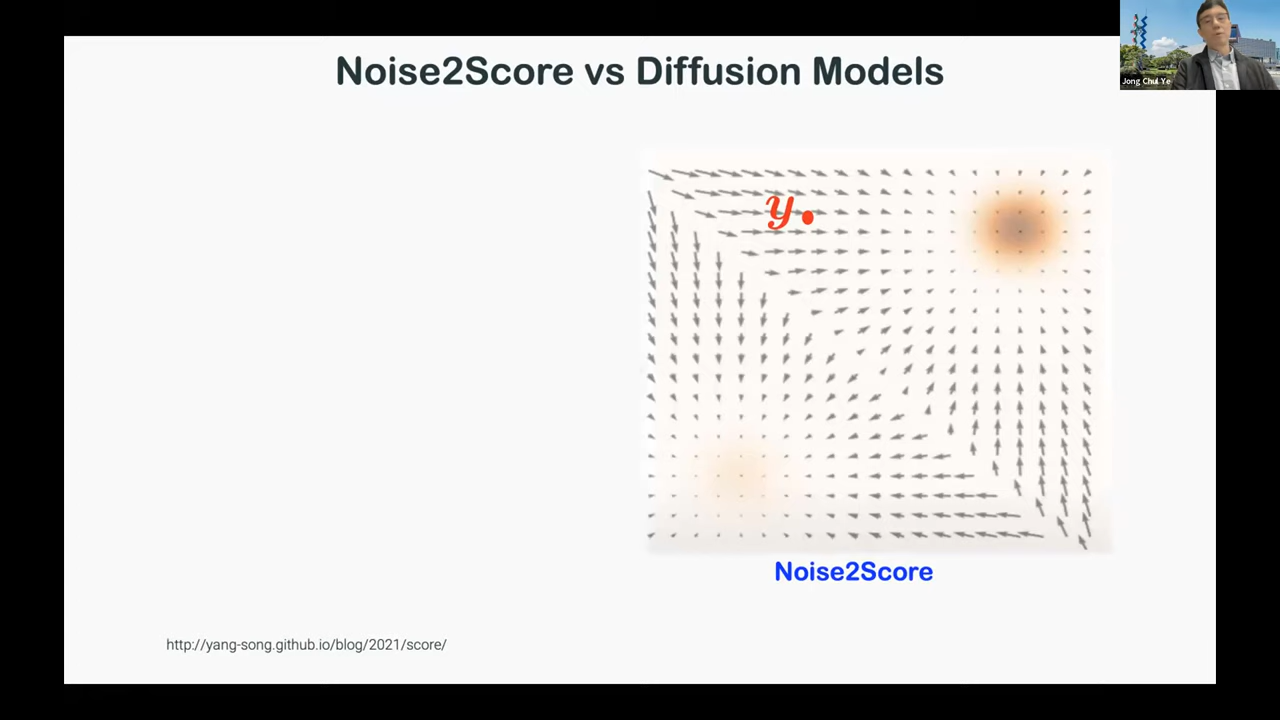 Noise2Score vs Diffusion Models
Jong Chul Ye
y
Noise2Score
http://yang-song.github.io/blog/2021/score/